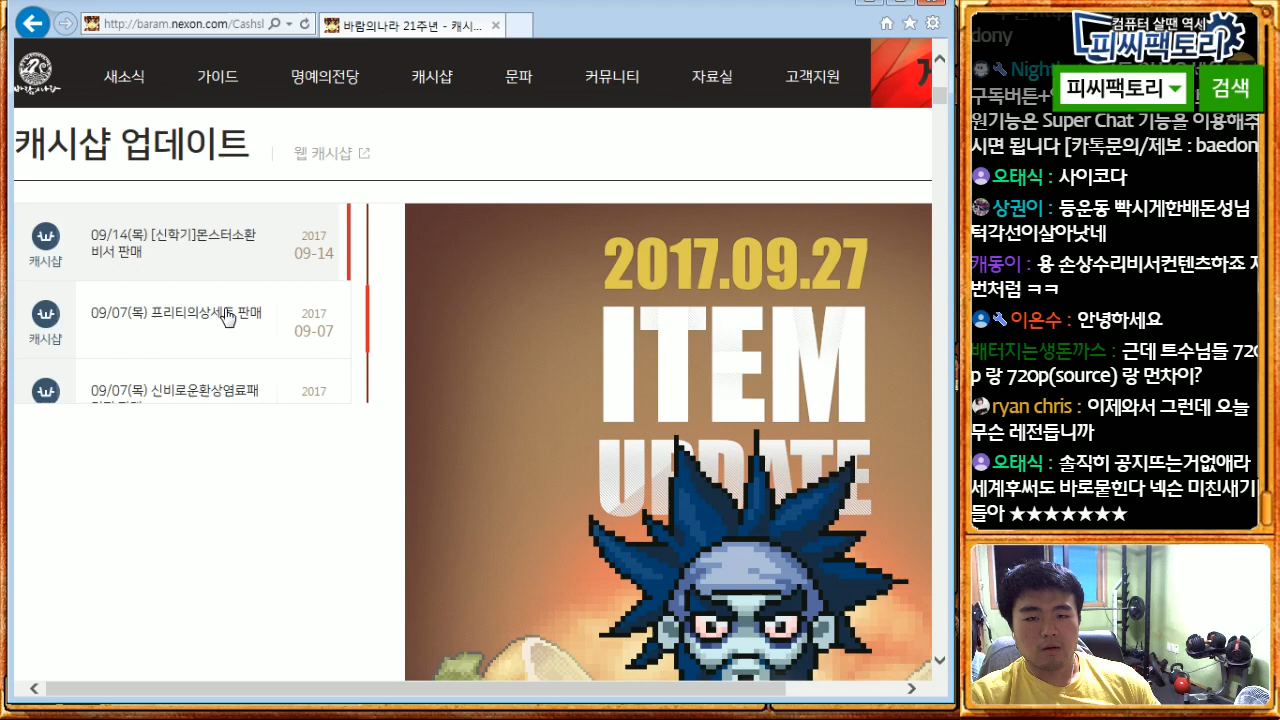 http://baram.nexon.com/Cashsl
바람의나라 21주년 - 캐시...
바람의나라
새소식
가이드
명예의전당
캐시샵
문파
커뮤니티
자료실
고객지원
캐시샵 업데이트
웹 캐시샵
09/14(목) [신학기]몬스터소환
비서 판매
캐시샵
2017
09-14
09/07(목) 프리티의상세트 판매
캐시샵
2017
09-07
09/07(목) 신비로운환상염료패
2017
2017.09.27
ITEM
UPDATE
컴퓨터 살땐 역시
피씨팩토리
피씨팩토리
검색
dony
구독버튼+
원기능은 Super Chat 기능을 이용해주
시면 됩니다 [카톡문의/제보 : baedon
오태식 : 사이코다
상권이 : 등운동 빡시게한배돈성님
턱각선이살아낫네
캐동이 : 용 손상수리비서컨텐츠하죠 지
번처럼 ㅋㅋ
이온수 : 안녕하세요
배터지는생돈까스 : 근데 트수님들 720
p 랑 720p(source) 랑 먼차이?
ryan chris : 이제와서 그런데 오늘
무슨 레전듭니까
오태식 : 솔직히 공지뜨는거없애라
세계후써도 바로뭍힌다 넥슨 미친새기
들아 ★★★★★★★